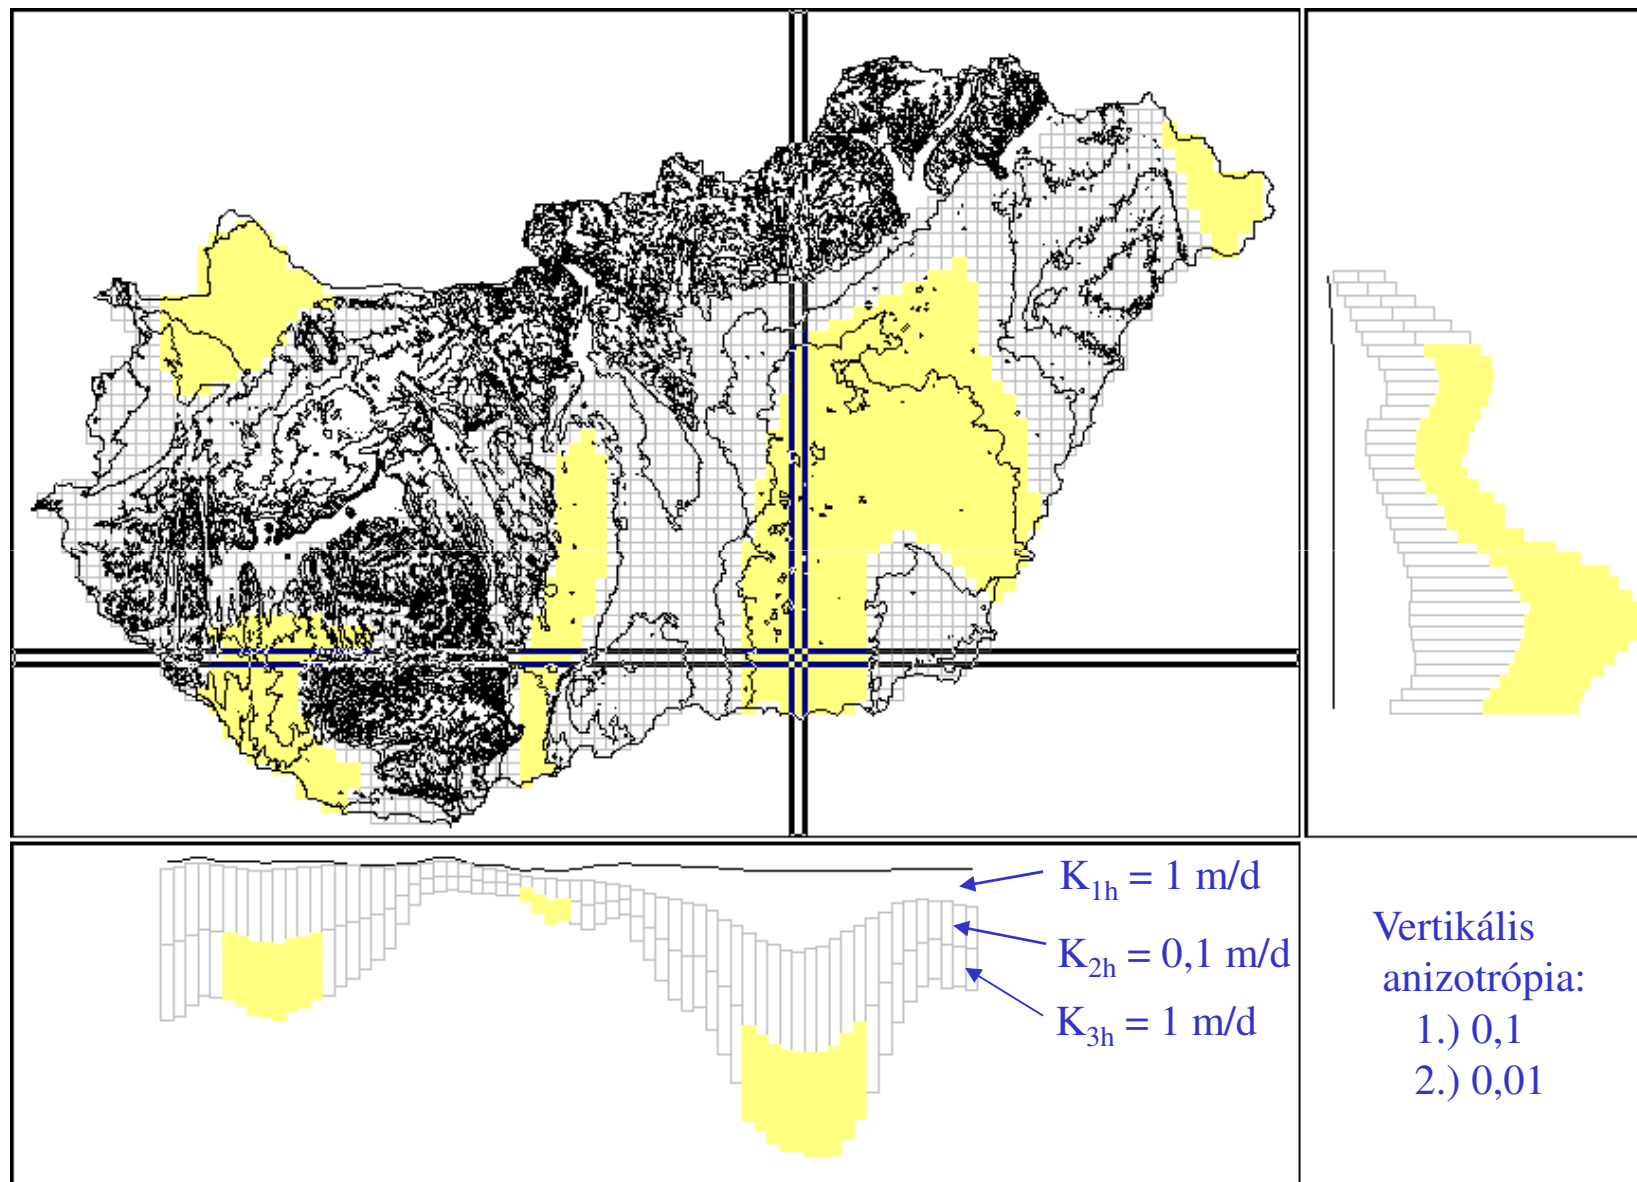 K1h = 1 m/d
K2h = 0,1 m/d
K3h = 1 m/d
Vertikális
anizotrópia:
1.) 0,1
2.) 0,01